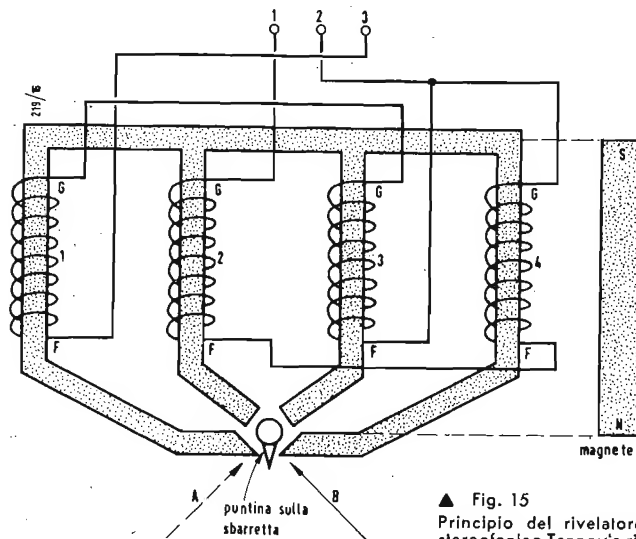 1 2 3
219/16
S
G G G G
1 2 3 4
F F F F
N
magnete
A B
puntina sulla
sbarretta
▲ Fig. 15
Principio del rivelatore